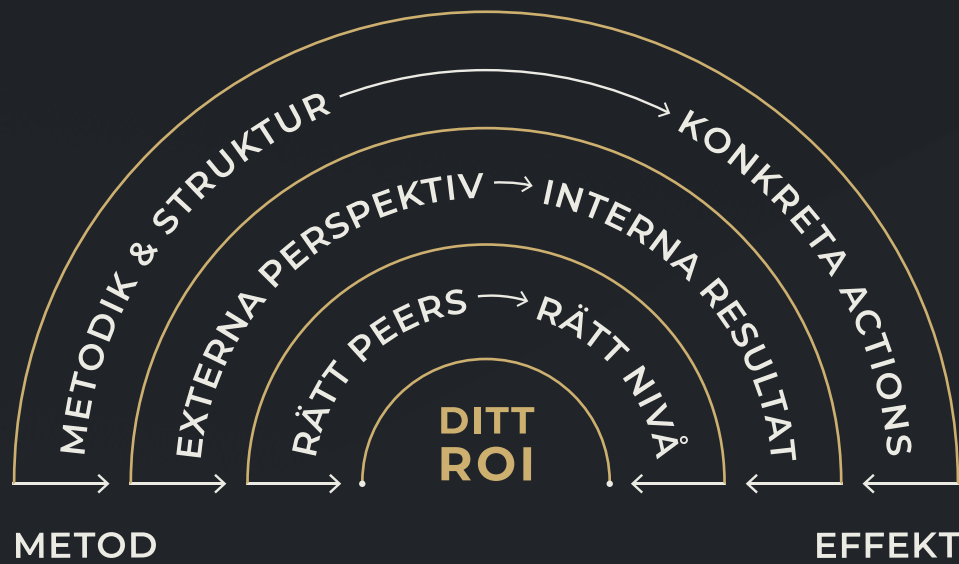 METODIK & STRUKTUR → KONKRETA ACTIONS
EXTERNA PERSPEKTIV → INTERNA RESULTAT
RÄTT PEERS → RÄTT NIVÅ
DITT
ROI
METOD
EFFEKT